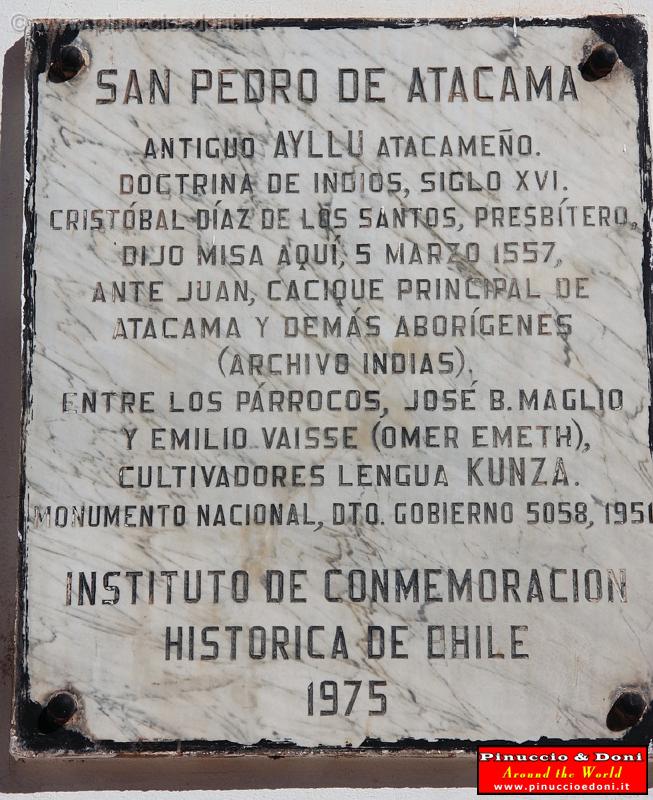 © www.pinuccioedoni.it
SAN PEDRO DE ATACAMA
ANTIGUO AYLLU ATACAMEÑO.
DOCTRINA DE INDIOS, SIGLO XVI.
CRISTÓBAL DÍAZ DE LOS SANTOS, PRESBÍTERO,
DIJO MISA AQUÍ, 5 MARZO 1557,
ANTE JUAN, CACIQUE PRINCIPAL DE
ATACAMA Y DEMÁS ABORÍGENES
(ARCHIVO INDIAS).
ENTRE LOS PÁRROCOS, JOSÉ B. MAGLIO
Y EMILIO VAISSE (OMER EMETH),
CULTIVADORES LENGUA KUNZA.
MONUMENTO NACIONAL, DTO. GOBIERNO 5058,
INSTITUTO DE CONMEMORACION
HISTORICA DE CHILE
1975
Pinuccio & Doni
Around the World
www.pinuccioedoni.it